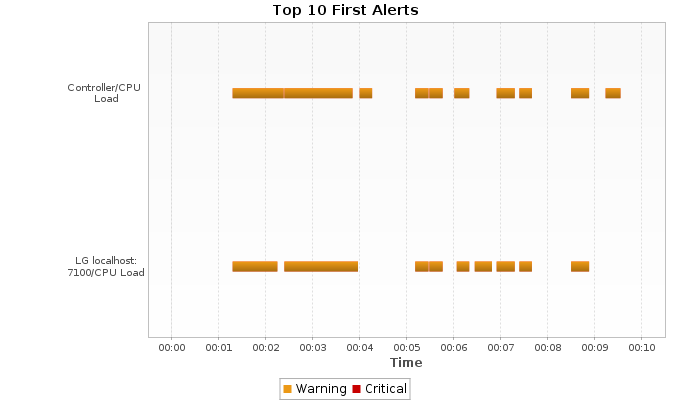 Top 10 First Alerts
Controller/CPU
Load
LG localhost:
7100/CPU Load
00:00 00:01 00:02 00:03 00:04 00:05 00:06 00:07 00:08 00:09 00:10
Time
Warning Critical